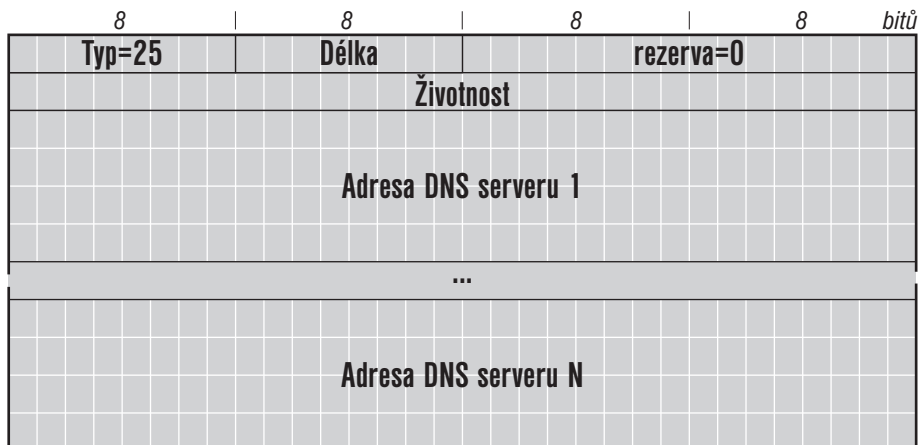 8 | 8 | 8 | 8 bitů
Typ=25 Délka rezerva=0
Životnost
Adresa DNS serveru 1
...
Adresa DNS serveru N